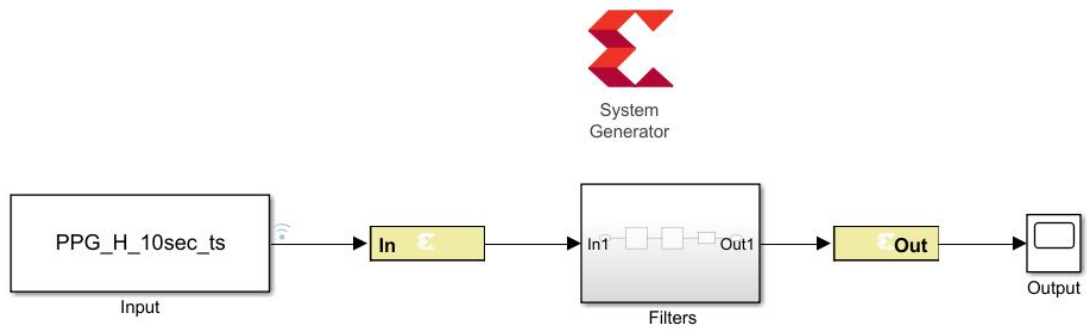 System
Generator
PPG_H_10sec_ts
In
In1
Out1
Out
Input
Filters
Output